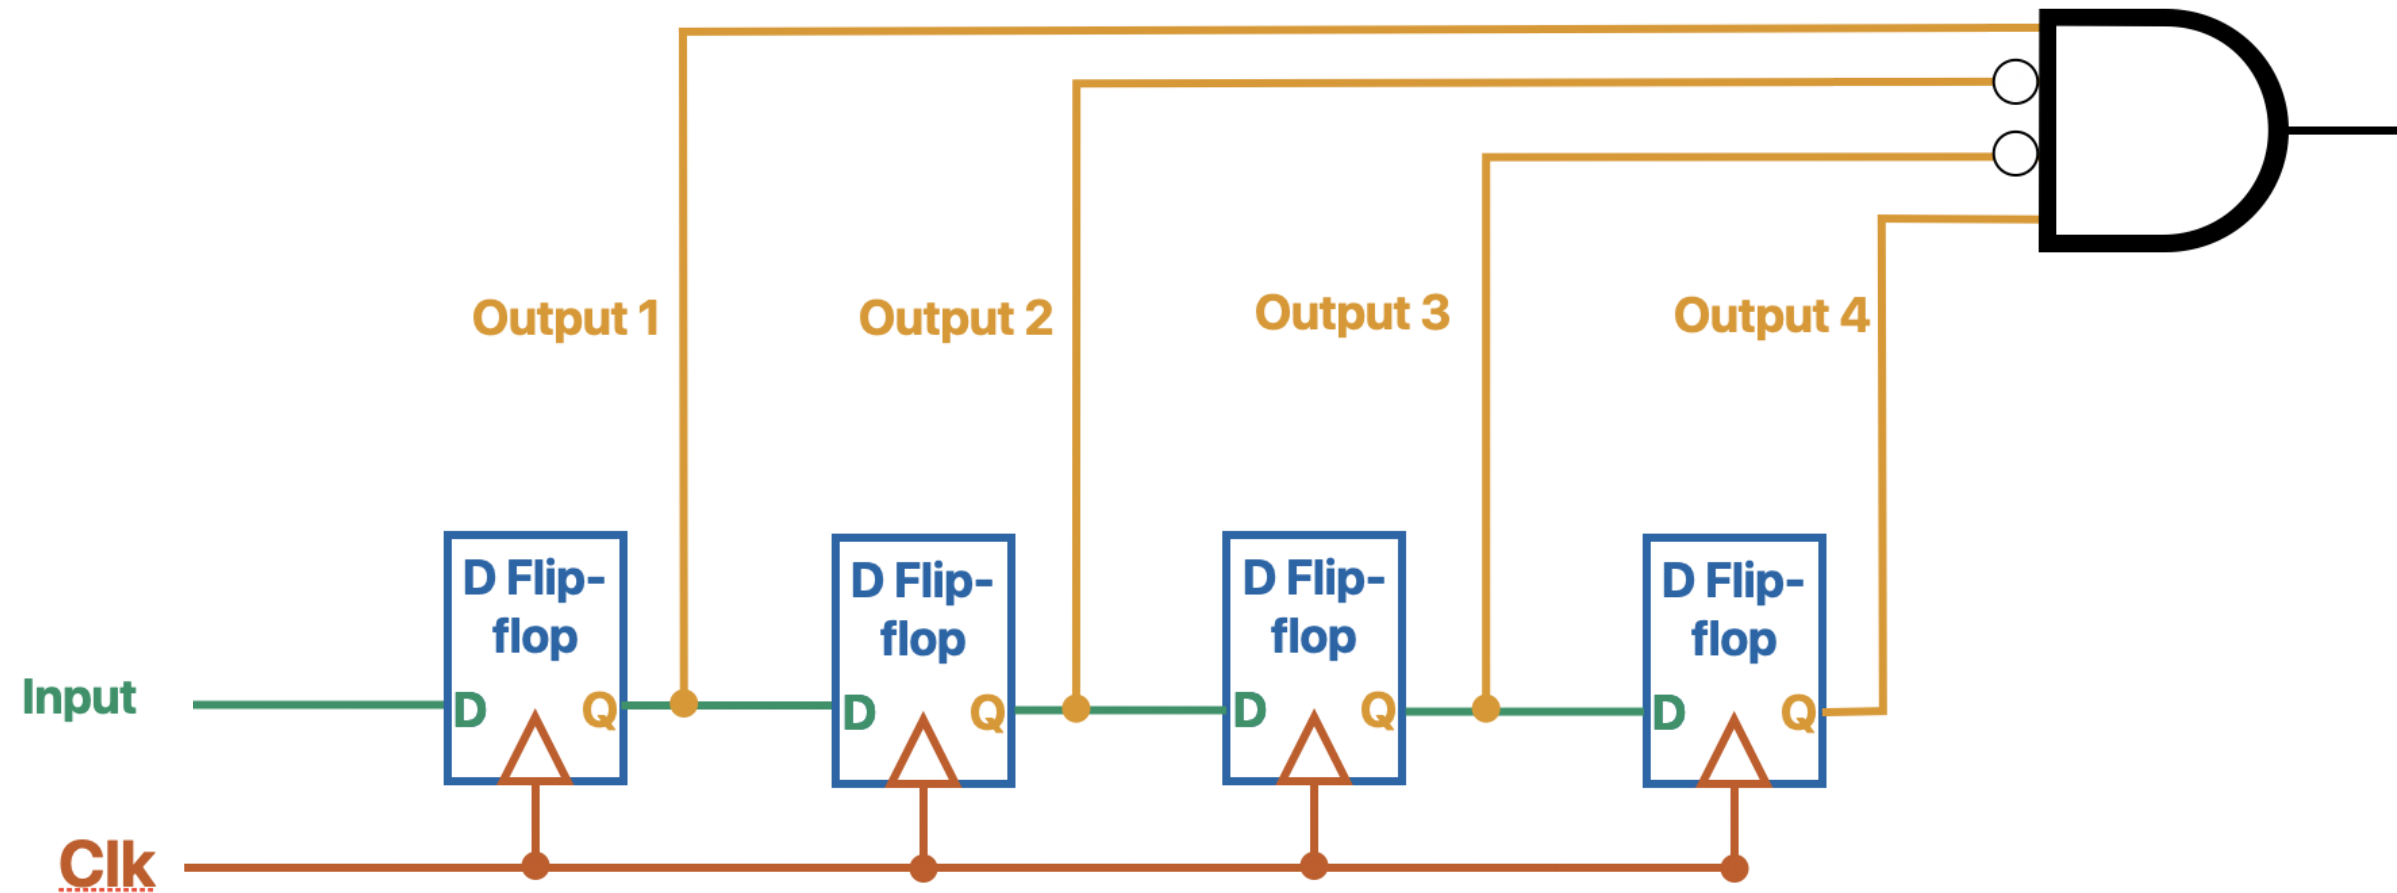 Output 1
Output 2
Output 3
Output 4
D Flip-
flop
D Flip-
flop
D Flip-
flop
D Flip-
flop
Input
D
Q
D
Q
D
Q
D
Q
Clk